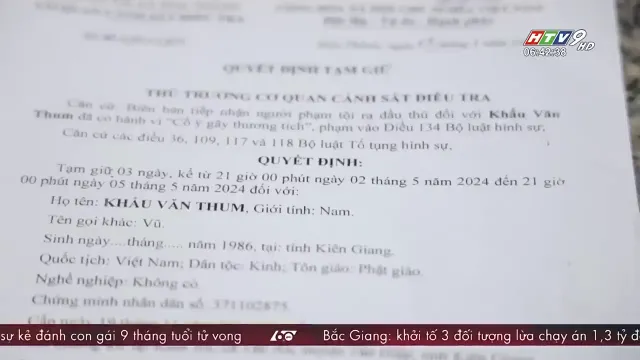 HTV9 HD
06:42:38
QUYẾT ĐỊNH TẠM GIỮ
THỦ TRƯỞNG CƠ QUAN CẢNH SÁT ĐIỀU TRA
Căn cứ Biên bản tiếp nhận người phạm tội ra đầu thú đối với Khấu Văn
Thum đã có hành vi "Cố ý gây thương tích", phạm vào Điều 134 Bộ luật hình sự;
Căn cứ các điều 36, 109, 117 và 118 Bộ luật Tố tụng hình sự,
QUYẾT ĐỊNH:
Tạm giữ 03 ngày, kể từ 21 giờ 00 phút ngày 02 tháng 5 năm 2024 đến 21 giờ
00 phút ngày 05 tháng 5 năm 2024 đối với:
Họ tên: KHẤU VĂN THUM, Giới tính: Nam.
Tên gọi khác: Vũ.
Sinh ngày....tháng..... năm 1986, tại: tỉnh Kiên Giang.
Quốc tịch: Việt Nam; Dân tộc: Kinh; Tôn giáo: Phật giáo.
Nghề nghiệp: Không có.
Chứng minh nhân dân số: 371102875
sự kẻ đánh con gái 9 tháng tuổi tử vong
Bắc Giang: khởi tố 3 đối tượng lừa chạy án 1,3 tỷ đ